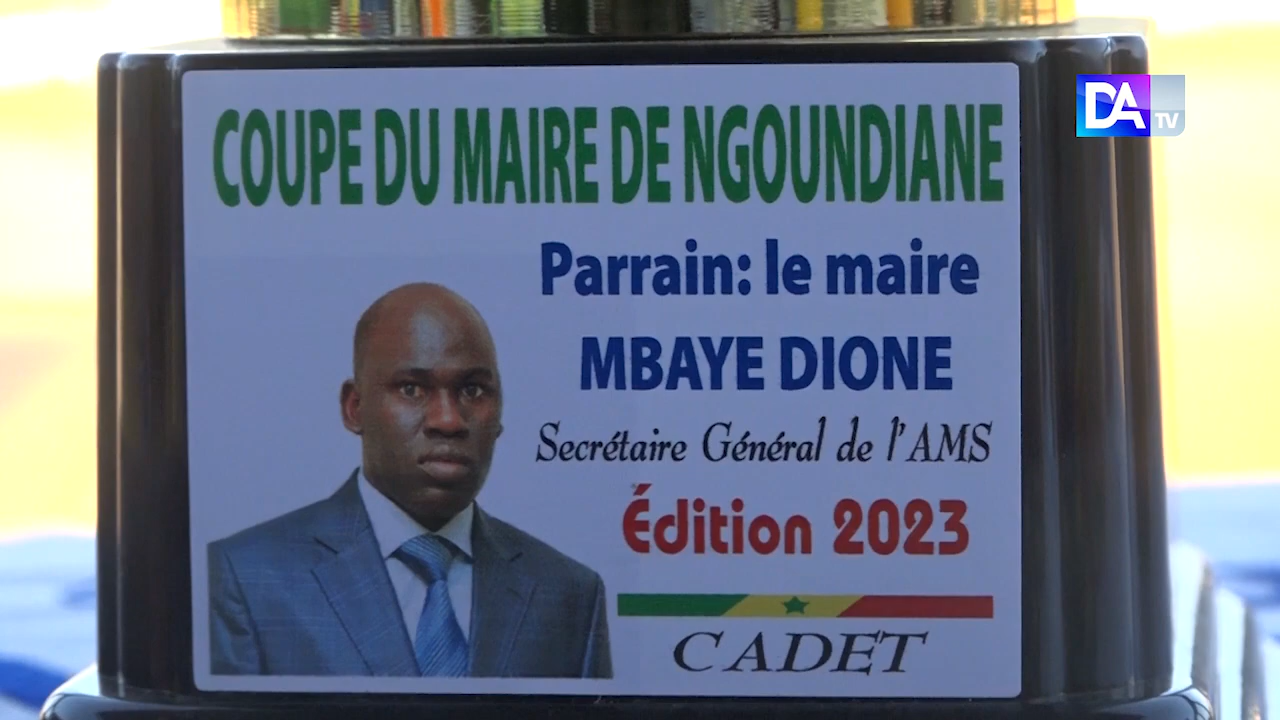 COUPE DU MAIRE DE NGOUNDIANE
DA TV
Parrain: le maire
MBAYE DIONE
Secrétaire Général de l'AMS
Édition 2023
CADET